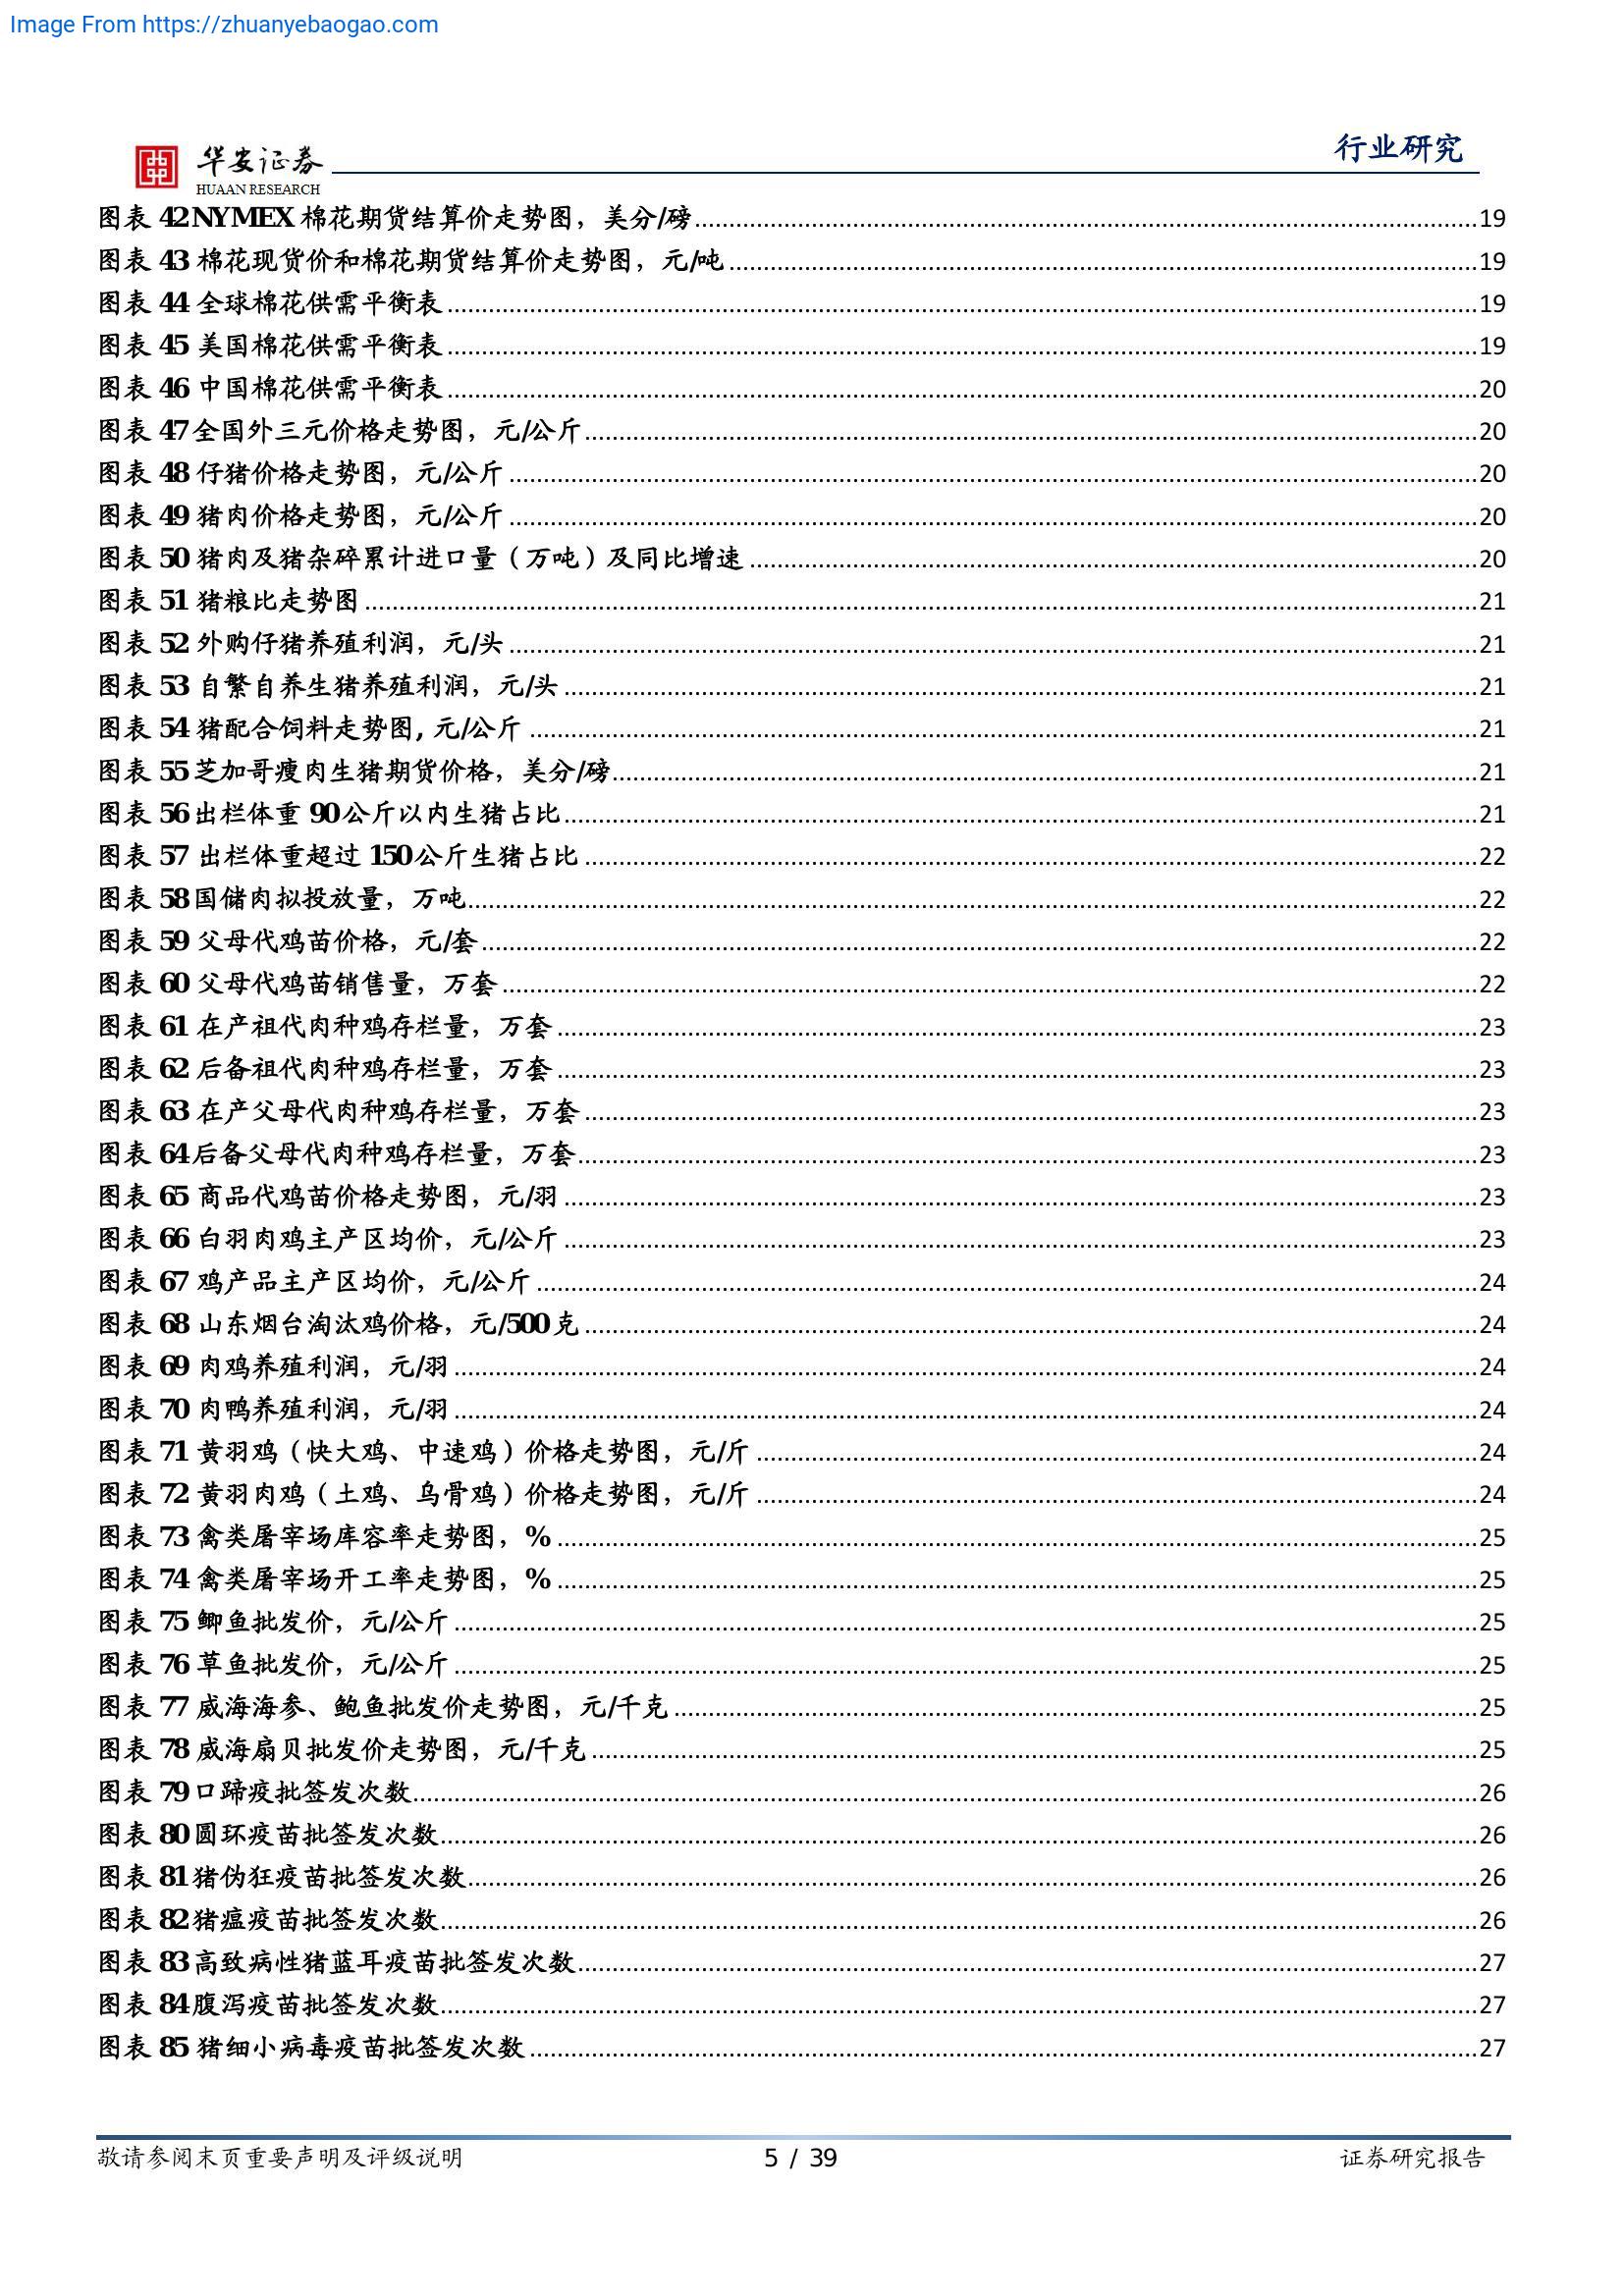 Image From https://zhuanyebaogao.com
华安证券
HUAAN RESEARCH
行业研究
图表 42 NYMEX 棉花期货结算价走势图，美分/磅 19
图表 43 棉花现货价和棉花期货结算价走势图，元/吨 19
图表 44 全球棉花供需平衡表 19
图表 45 美国棉花供需平衡表 19
图表 46 中国棉花供需平衡表 20
图表 47 全国外三元价格走势图，元/公斤 20
图表 48 仔猪价格走势图，元/公斤 20
图表 49 猪肉价格走势图，元/公斤 20
图表 50 猪肉及猪杂碎累计进口量（万吨）及同比增速 20
图表 51 猪粮比走势图 21
图表 52 外购仔猪养殖利润，元/头 21
图表 53 自繁自养生猪养殖利润，元/头 21
图表 54 猪配合饲料走势图, 元/公斤 21
图表 55 芝加哥瘦肉生猪期货价格，美分/磅 21
图表 56 出栏体重 90 公斤以内生猪占比 21
图表 57 出栏体重超过 150 公斤生猪占比 22
图表 58 国储肉拟投放量，万吨 22
图表 59 父母代鸡苗价格，元/套 22
图表 60 父母代鸡苗销售量，万套 22
图表 61 在产祖代肉种鸡存栏量，万套 23
图表 62 后备祖代肉种鸡存栏量，万套 23
图表 63 在产父母代肉种鸡存栏量，万套 23
图表 64 后备父母代肉种鸡存栏量，万套 23
图表 65 商品代鸡苗价格走势图，元/羽 23
图表 66 白羽肉鸡主产区均价，元/公斤 23
图表 67 鸡产品主产区均价，元/公斤 24
图表 68 山东烟台淘汰鸡价格，元/500 克 24
图表 69 肉鸡养殖利润，元/羽 24
图表 70 肉鸭养殖利润，元/羽 24
图表 71 黄羽鸡（快大鸡、中速鸡）价格走势图，元/斤 24
图表 72 黄羽肉鸡（土鸡、乌骨鸡）价格走势图，元/斤 24
图表 73 禽类屠宰场库容率走势图，% 25
图表 74 禽类屠宰场开工率走势图，% 25
图表 75 鲫鱼批发价，元/公斤 25
图表 76 草鱼批发价，元/公斤 25
图表 77 威海海参、鲍鱼批发价走势图，元/千克 25
图表 78 威海扇贝批发价走势图，元/千克 25
图表 79 口蹄疫批签发次数 26
图表 80 圆环疫苗批签发次数 26
图表 81 猪伪狂疫苗批签发次数 26
图表 82 猪瘟疫苗批签发次数 26
图表 83 高致病性猪蓝耳疫苗批签发次数 27
图表 84 腹泻疫苗批签发次数 27
图表 85 猪细小病毒疫苗批签发次数 27
敬请参阅末页重要声明及评级说明 5 / 39 证券研究报告